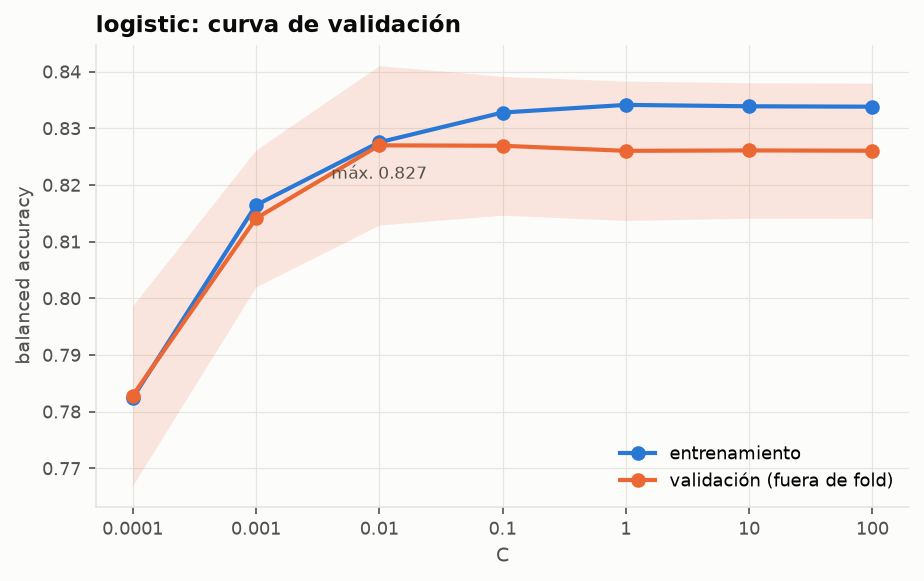 logistic: curva de validación
balanced accuracy
0.84
0.83
0.82
0.81
0.80
0.79
0.78
0.77
máx. 0.827
entrenamiento
validación (fuera de fold)
0.0001 0.001 0.01 0.1 1 10 100
C